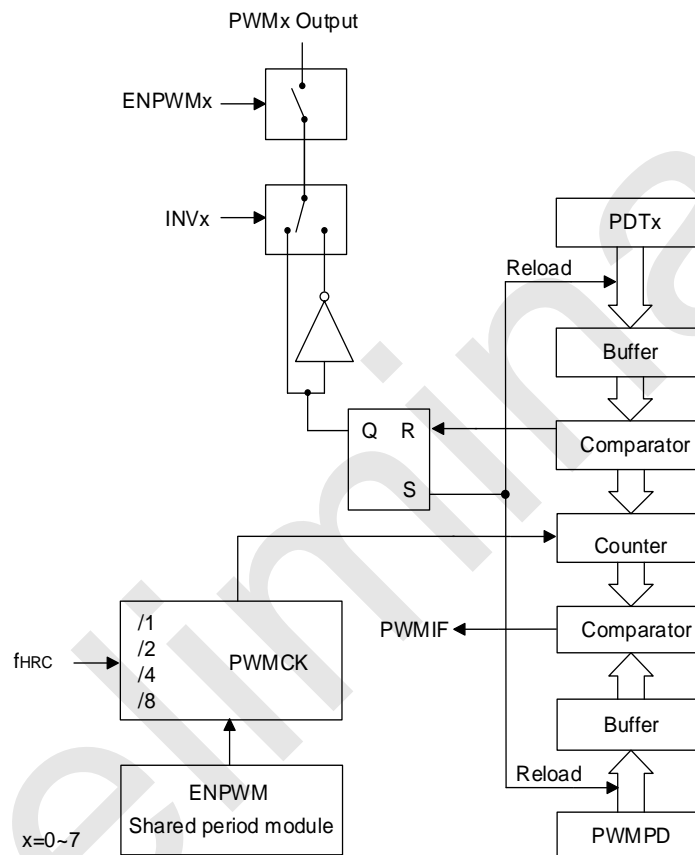 PWMx Output
ENPWMx
INVx
PDTx
Reload
Buffer
Q R
S
Comparator
Counter
/1
/2
/4
/8
PWMCK
fHRC
PWMIF
Comparator
Buffer
ENPWM
Shared period module
Reload
PWMPD
x=0~7
elimina